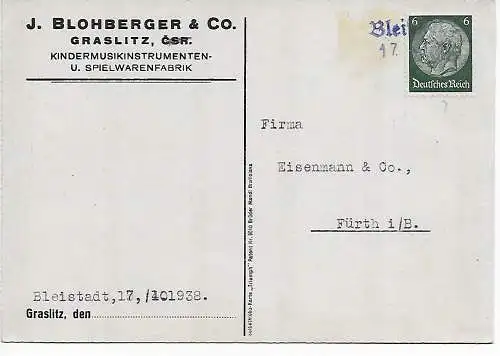 J. BLOHBERGER & CO.
GRASLITZ, ČSR.
KINDERMUSIKINSTRUMENTEN-
U. SPIELWARENFABRIK
Blei
17.
6 6
Deutsches Reich
Firma
Eisenmann & Co.,
Fürth i/B.
Bleistadt,17,/101938.
Graslitz, den